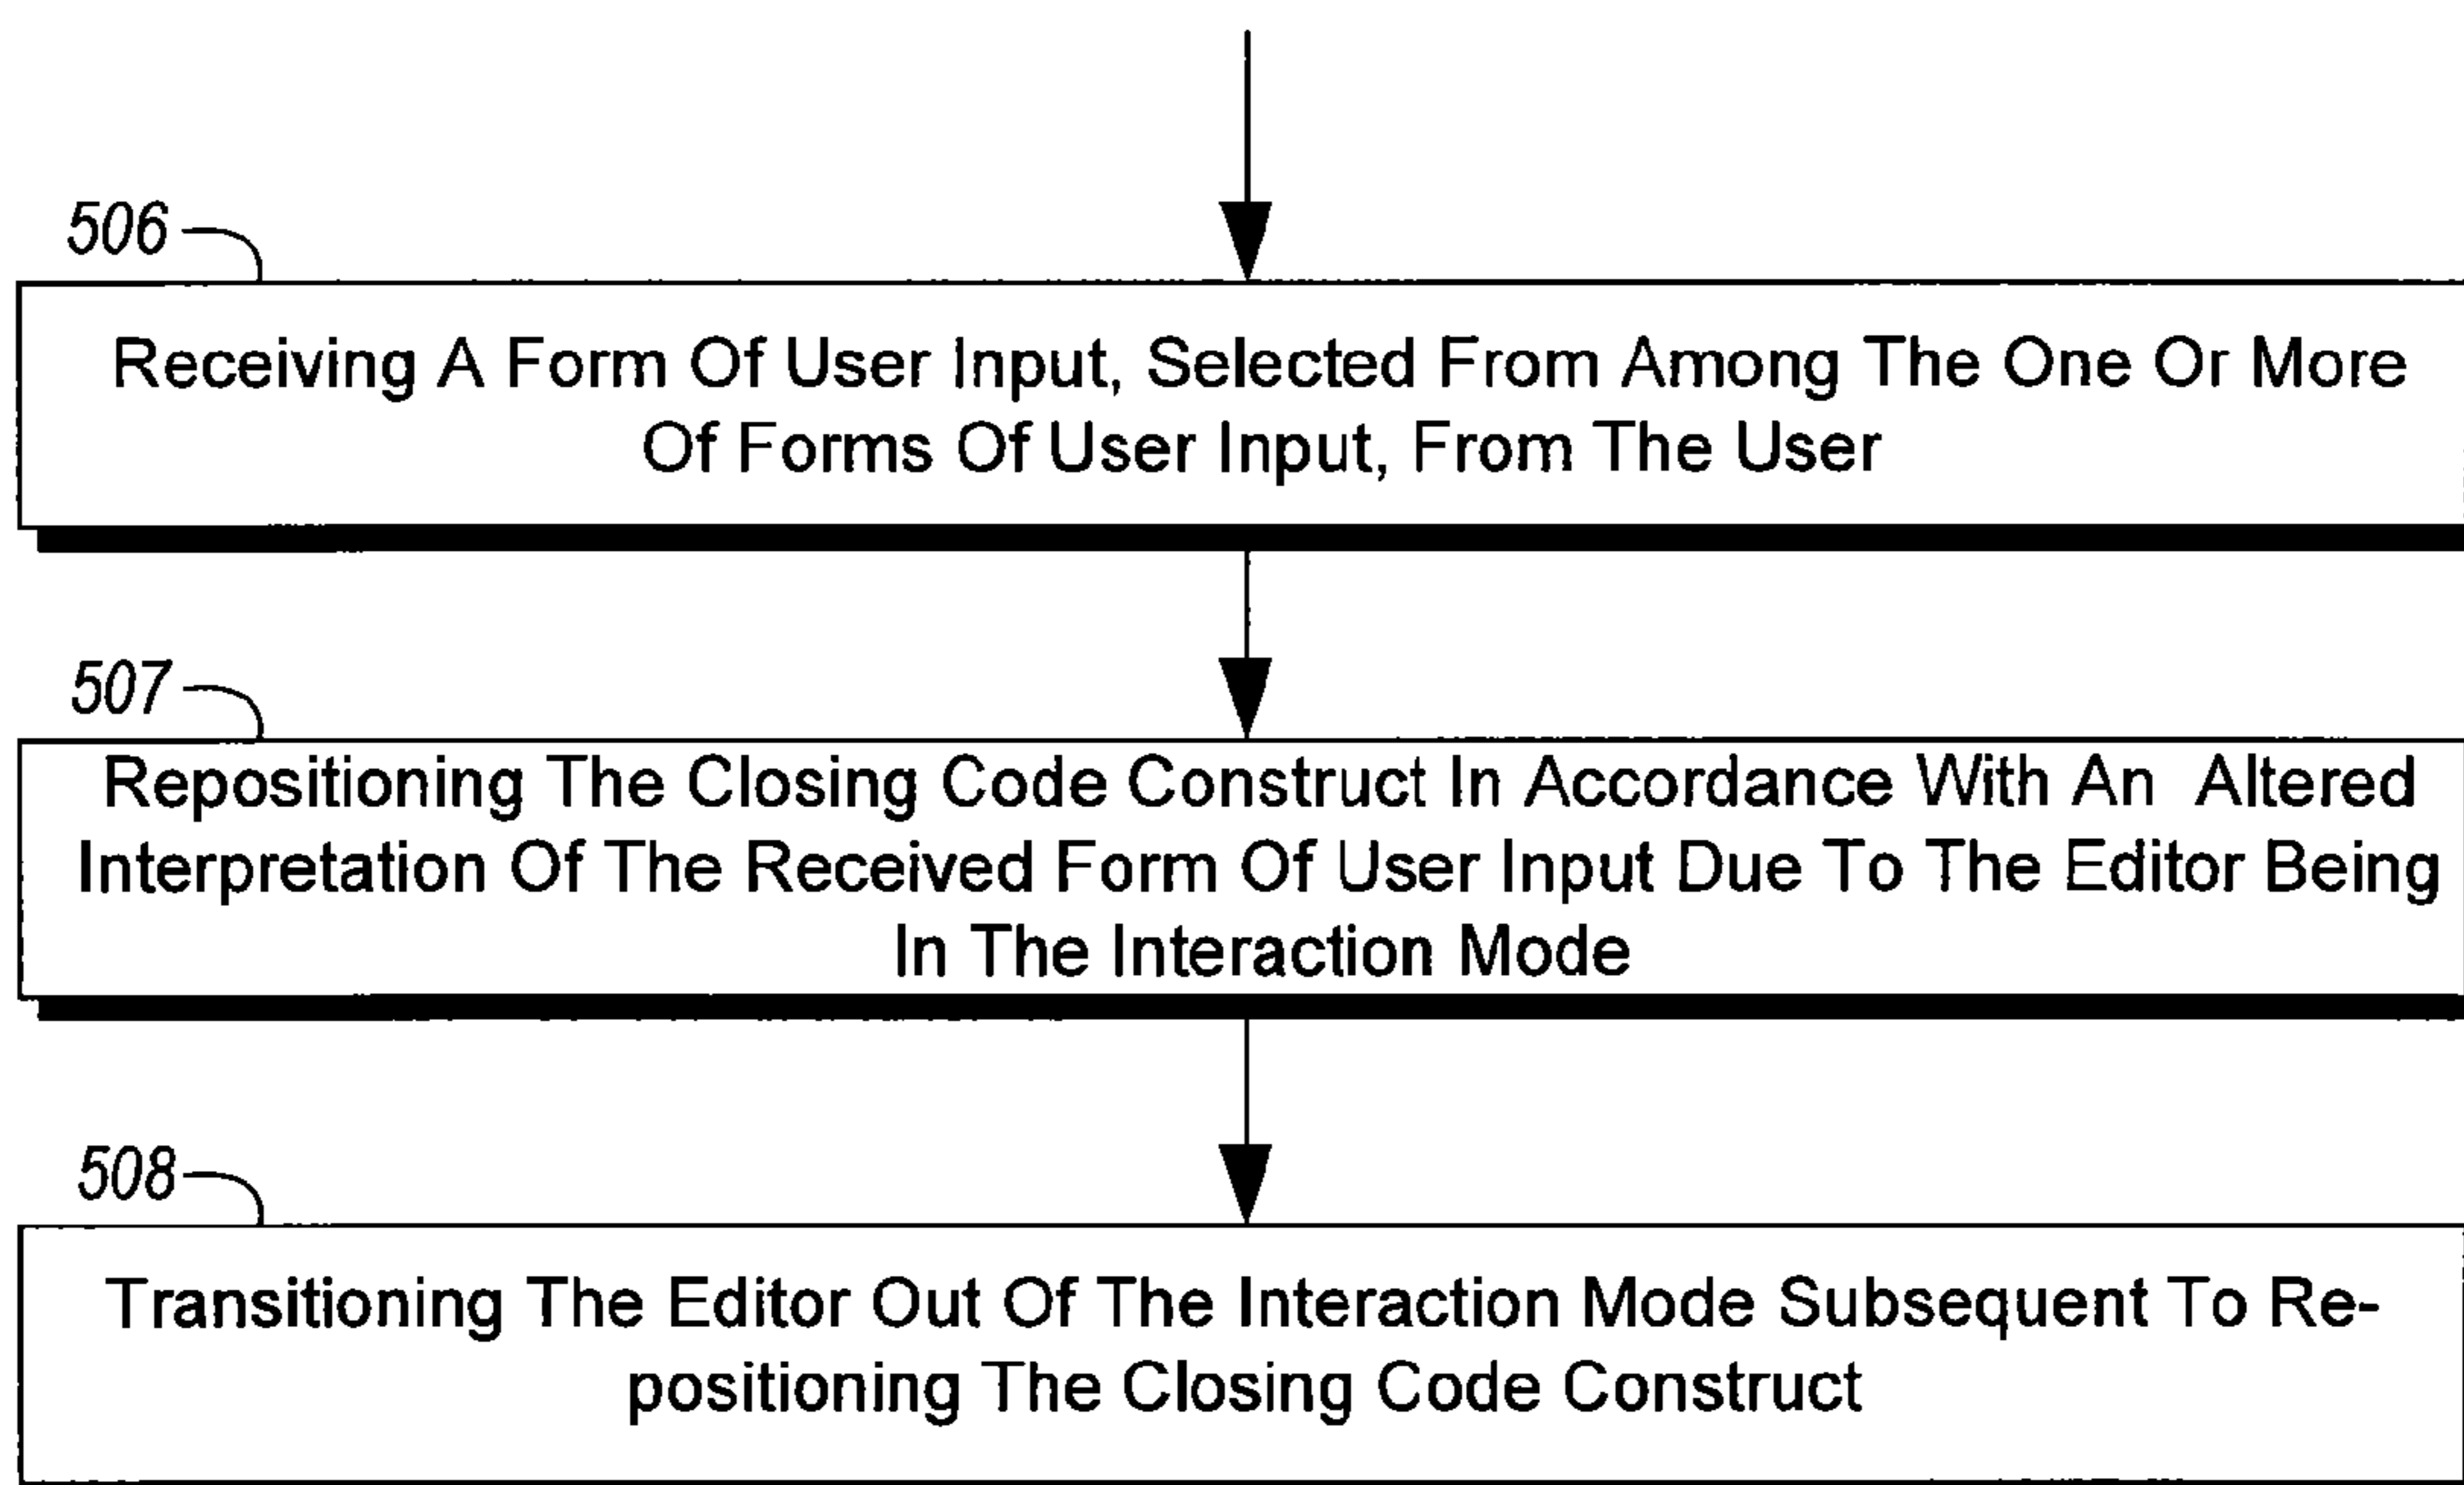 506
Receiving A Form Of User Input, Selected From Among The One Or More
Of Forms Of User Input, From The User
507
Repositioning The Closing Code Construct In Accordance With An Altered
Interpretation Of The Received Form Of User Input Due To The Editor Being
In The Interaction Mode
508
Transitioning The Editor Out Of The Interaction Mode Subsequent To Re-
positioning The Closing Code Construct